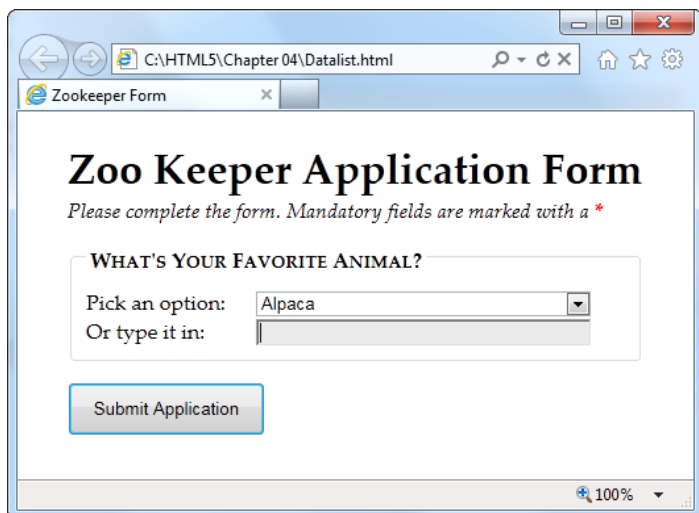 C:\HTML5\Chapter 04\Datalist.html
Zookeeper Form
Zoo Keeper Application Form
Please complete the form. Mandatory fields are marked with a *
WHAT'S YOUR FAVORITE ANIMAL?
Pick an option: Alpaca
Or type it in:
Submit Application
100%